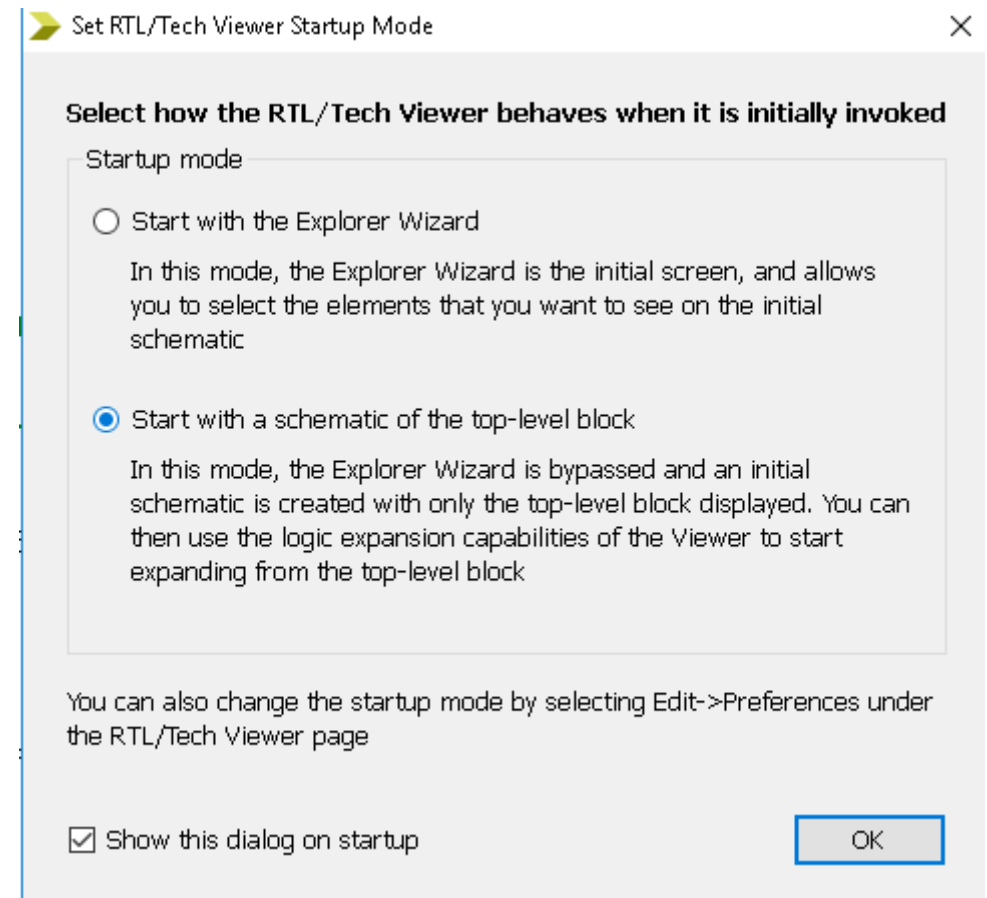 Set RTL/Tech Viewer Startup Mode
Select how the RTL/Tech Viewer behaves when it is initially invoked
Startup mode
Start with the Explorer Wizard
In this mode, the Explorer Wizard is the initial screen, and allows
you to select the elements that you want to see on the initial
schematic
Start with a schematic of the top-level block
In this mode, the Explorer Wizard is bypassed and an initial
schematic is created with only the top-level block displayed. You can
then use the logic expansion capabilities of the Viewer to start
expanding from the top-level block
You can also change the startup mode by selecting Edit->Preferences under
the RTL/Tech Viewer page
Show this dialog on startup
OK